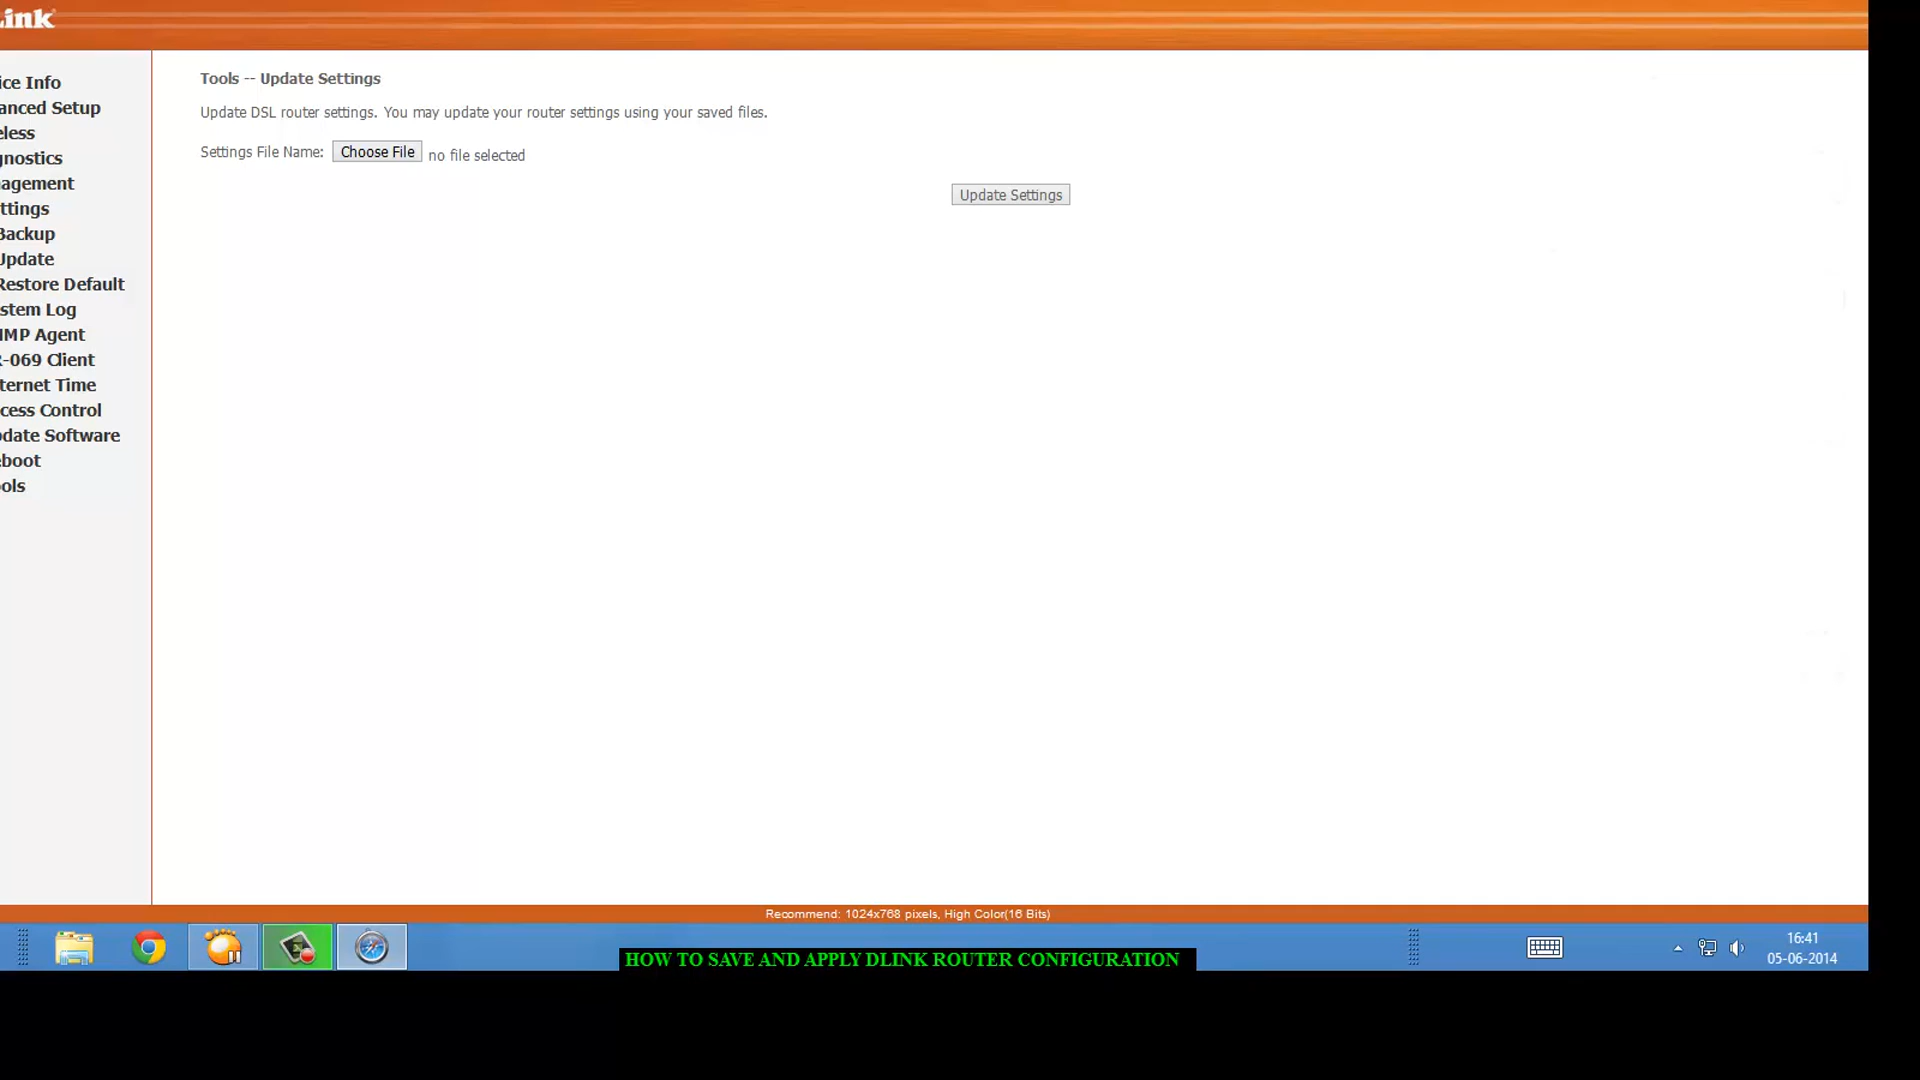 ink
ice Info
anced Setup
eless
gnostics
agement
ttings
Backup
Update
Restore Default
stem Log
MP Agent
-069 Client
ternet Time
cess Control
date Software
boot
ols
Tools -- Update Settings
Update DSL router settings. You may update your router settings using your saved files.
Settings File Name: Choose File no file selected
Update Settings
Recommend: 1024x768 pixels, High Color(16 Bits)
HOW TO SAVE AND APPLY DLINK ROUTER CONFIGURATION
16:41
05-06-2014